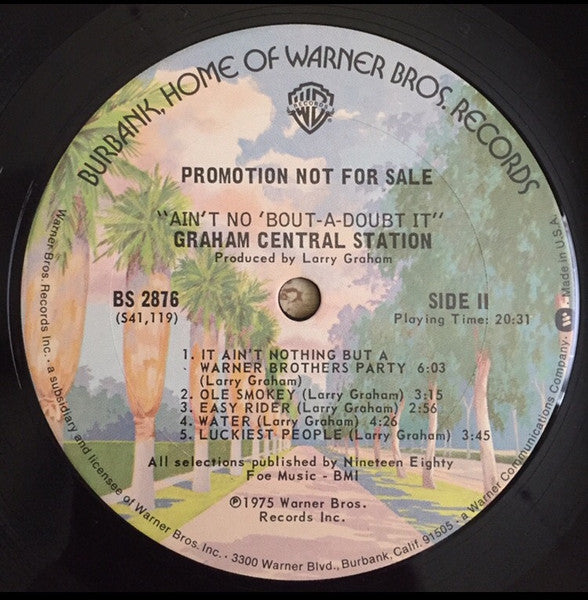 BURBANK, HOME OF WARNER BROS. RECORDS
RECORDS
PROMOTION NOT FOR SALE
"AIN'T NO 'BOUT-A-DOUBT IT"
GRAHAM CENTRAL STATION
Produced by Larry Graham
BS 2876
(S41,119)
SIDE II
Playing Time: 20:31
1. IT AIN'T NOTHING BUT A
WARNER BROTHERS PARTY 6:03
(Larry Graham)
2. OLE SMOKEY (Larry Graham) 3:15
3. EASY RIDER (Larry Graham) 2:56
4. WATER (Larry Graham) 4:26
5. LUCKIEST PEOPLE (Larry Graham) 3:45
All selections published by Nineteen Eighty
Foe Music - BMI
℗1975 Warner Bros.
Records Inc.
Warner Bros. Records Inc. · a subsidiary and licensee of Warner Bros. Inc. · 3300 Warner Blvd., Burbank, Calif. 91505 · a Warner Communications Company · Made in U.S.A.